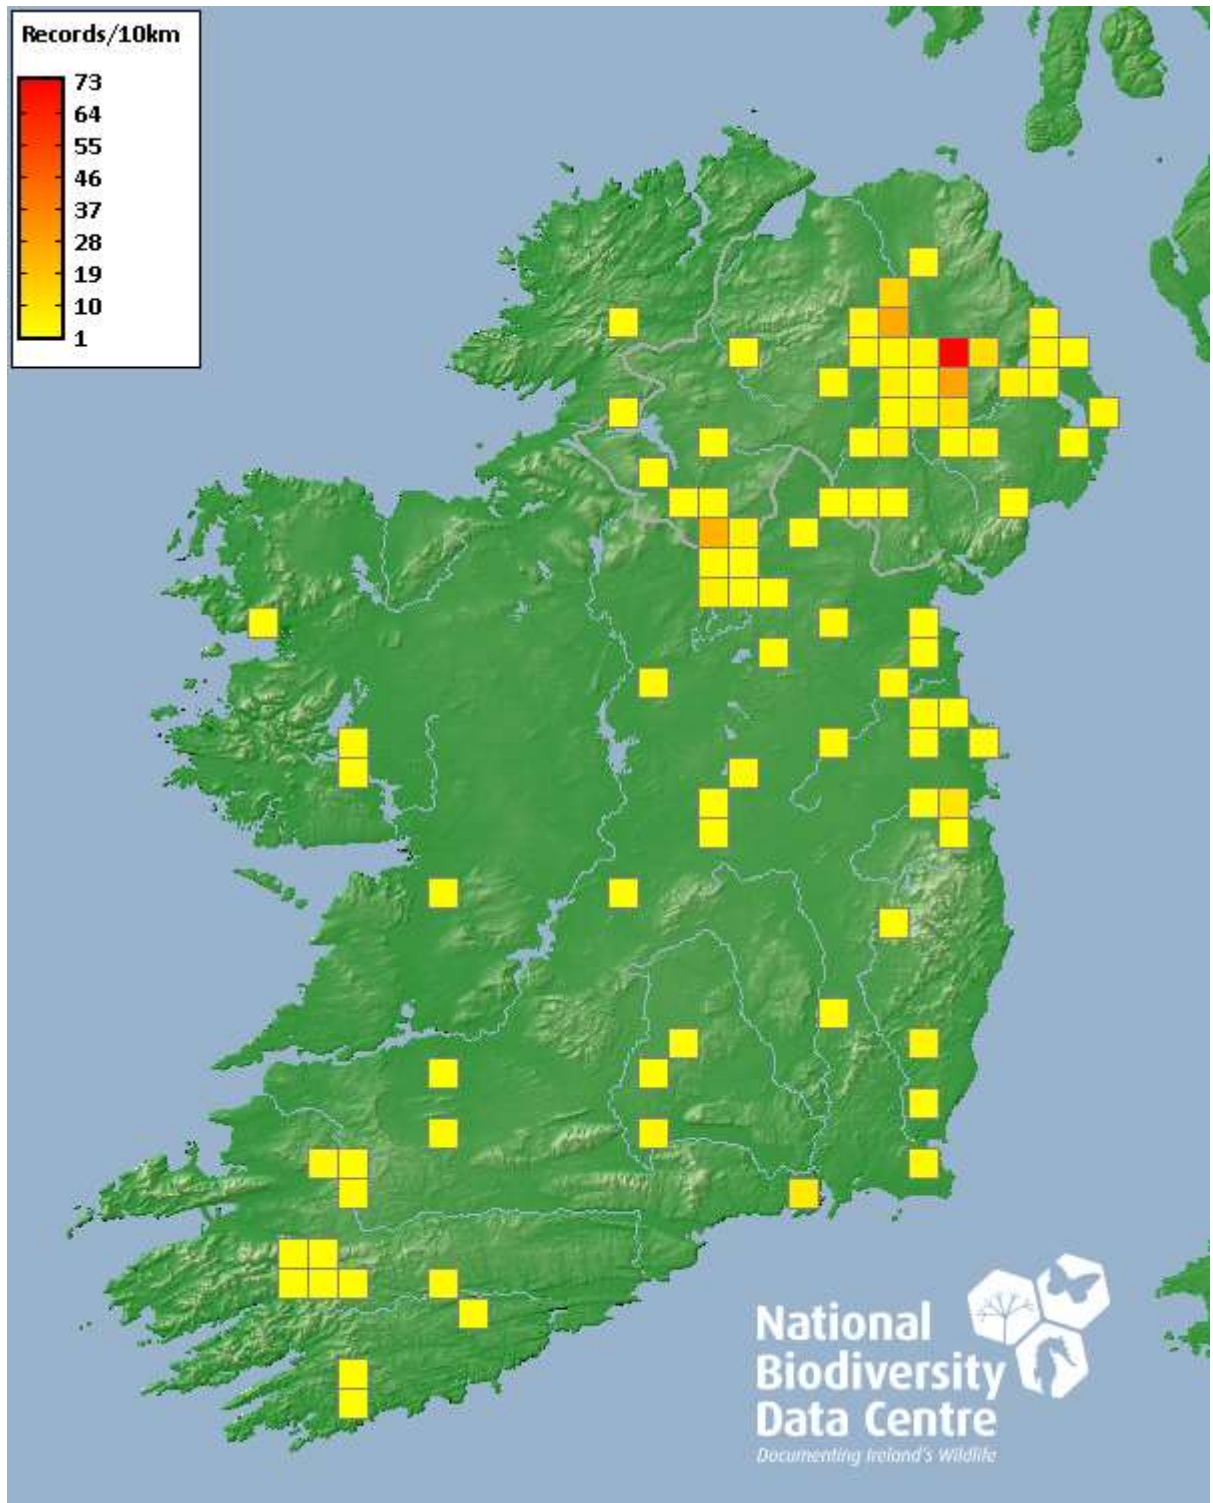 Records/10km
73
64
55
46
37
28
19
10
1
National
Biodiversity
Data Centre
Documenting Ireland's Wildlife